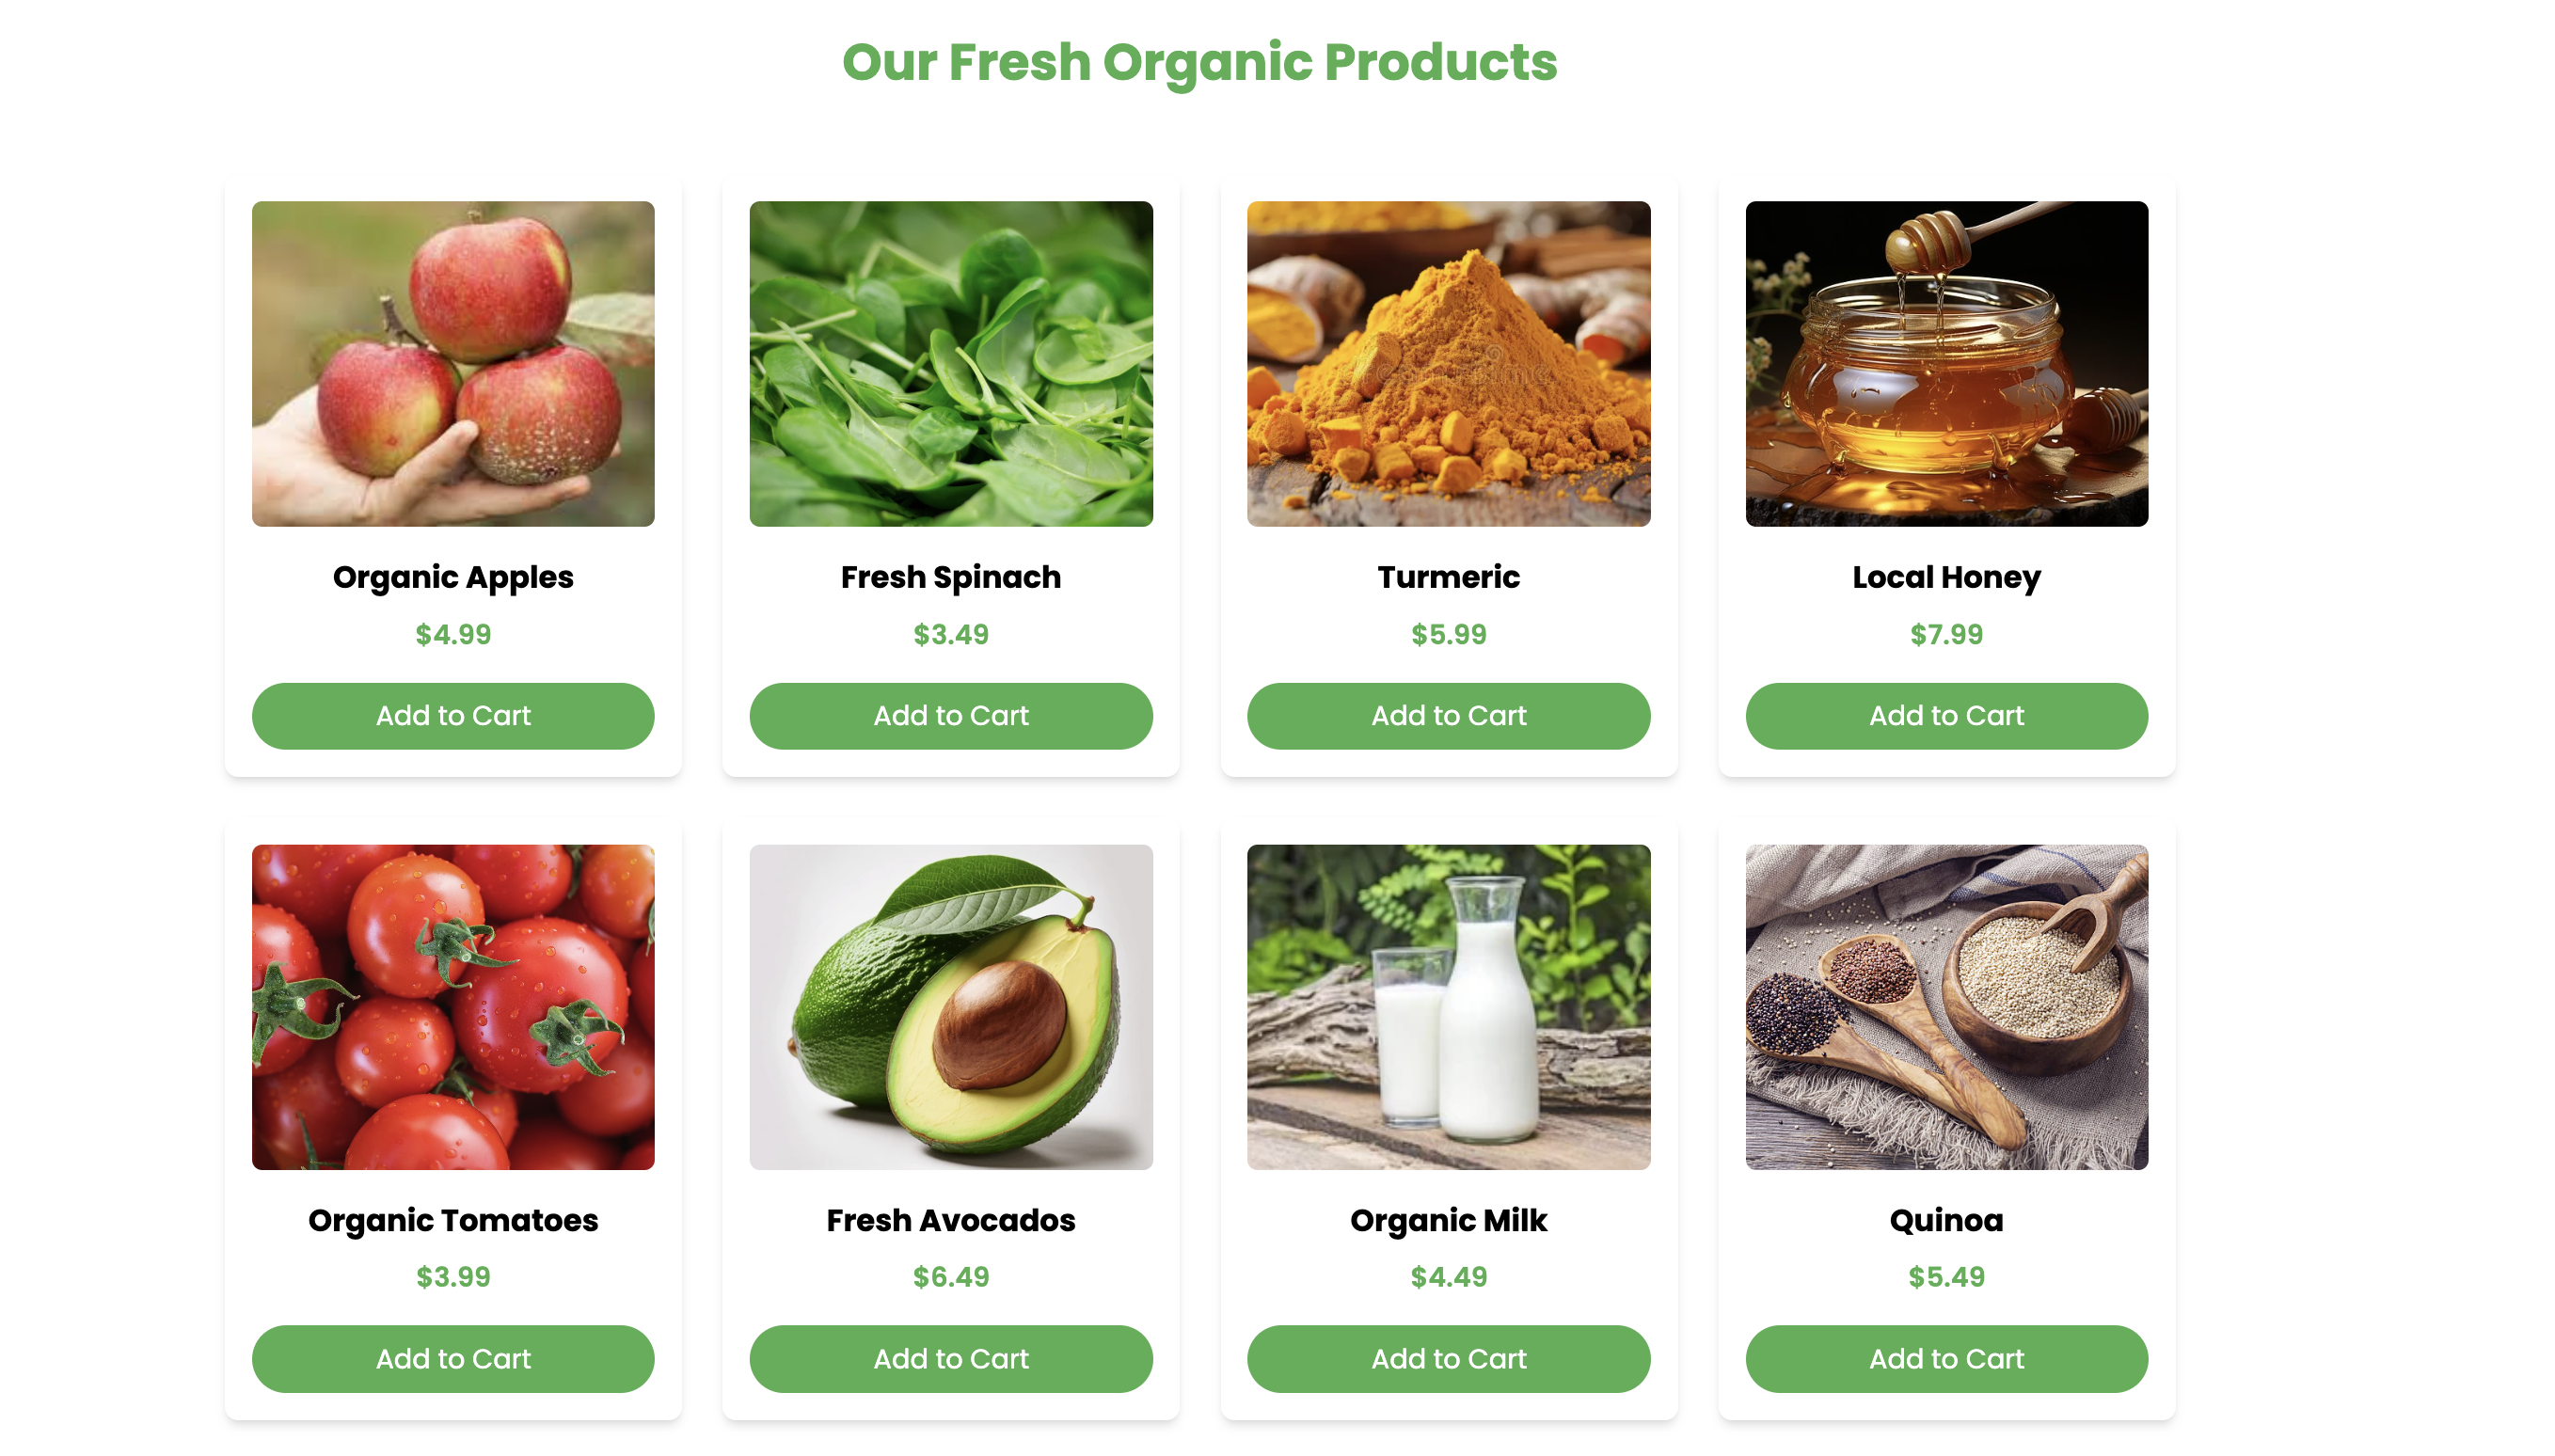 Our Fresh Organic Products
Organic Apples
$4.99
Add to Cart
Fresh Spinach
$3.49
Add to Cart
Turmeric
$5.99
Add to Cart
Local Honey
$7.99
Add to Cart
Organic Tomatoes
$3.99
Add to Cart
Fresh Avocados
$6.49
Add to Cart
Organic Milk
$4.49
Add to Cart
Quinoa
$5.49
Add to Cart